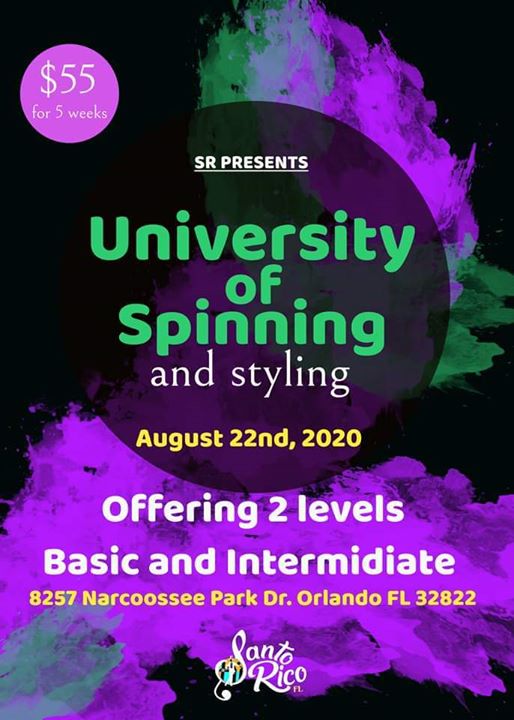 $55
for 5 weeks
SR PRESENTS
University
of
Spinning
and styling
August 22nd, 2020
Offering 2 levels
Basic and Intermidiate
8257 Narcoossee Park Dr. Orlando FL 32822
Santo
Rico
FL